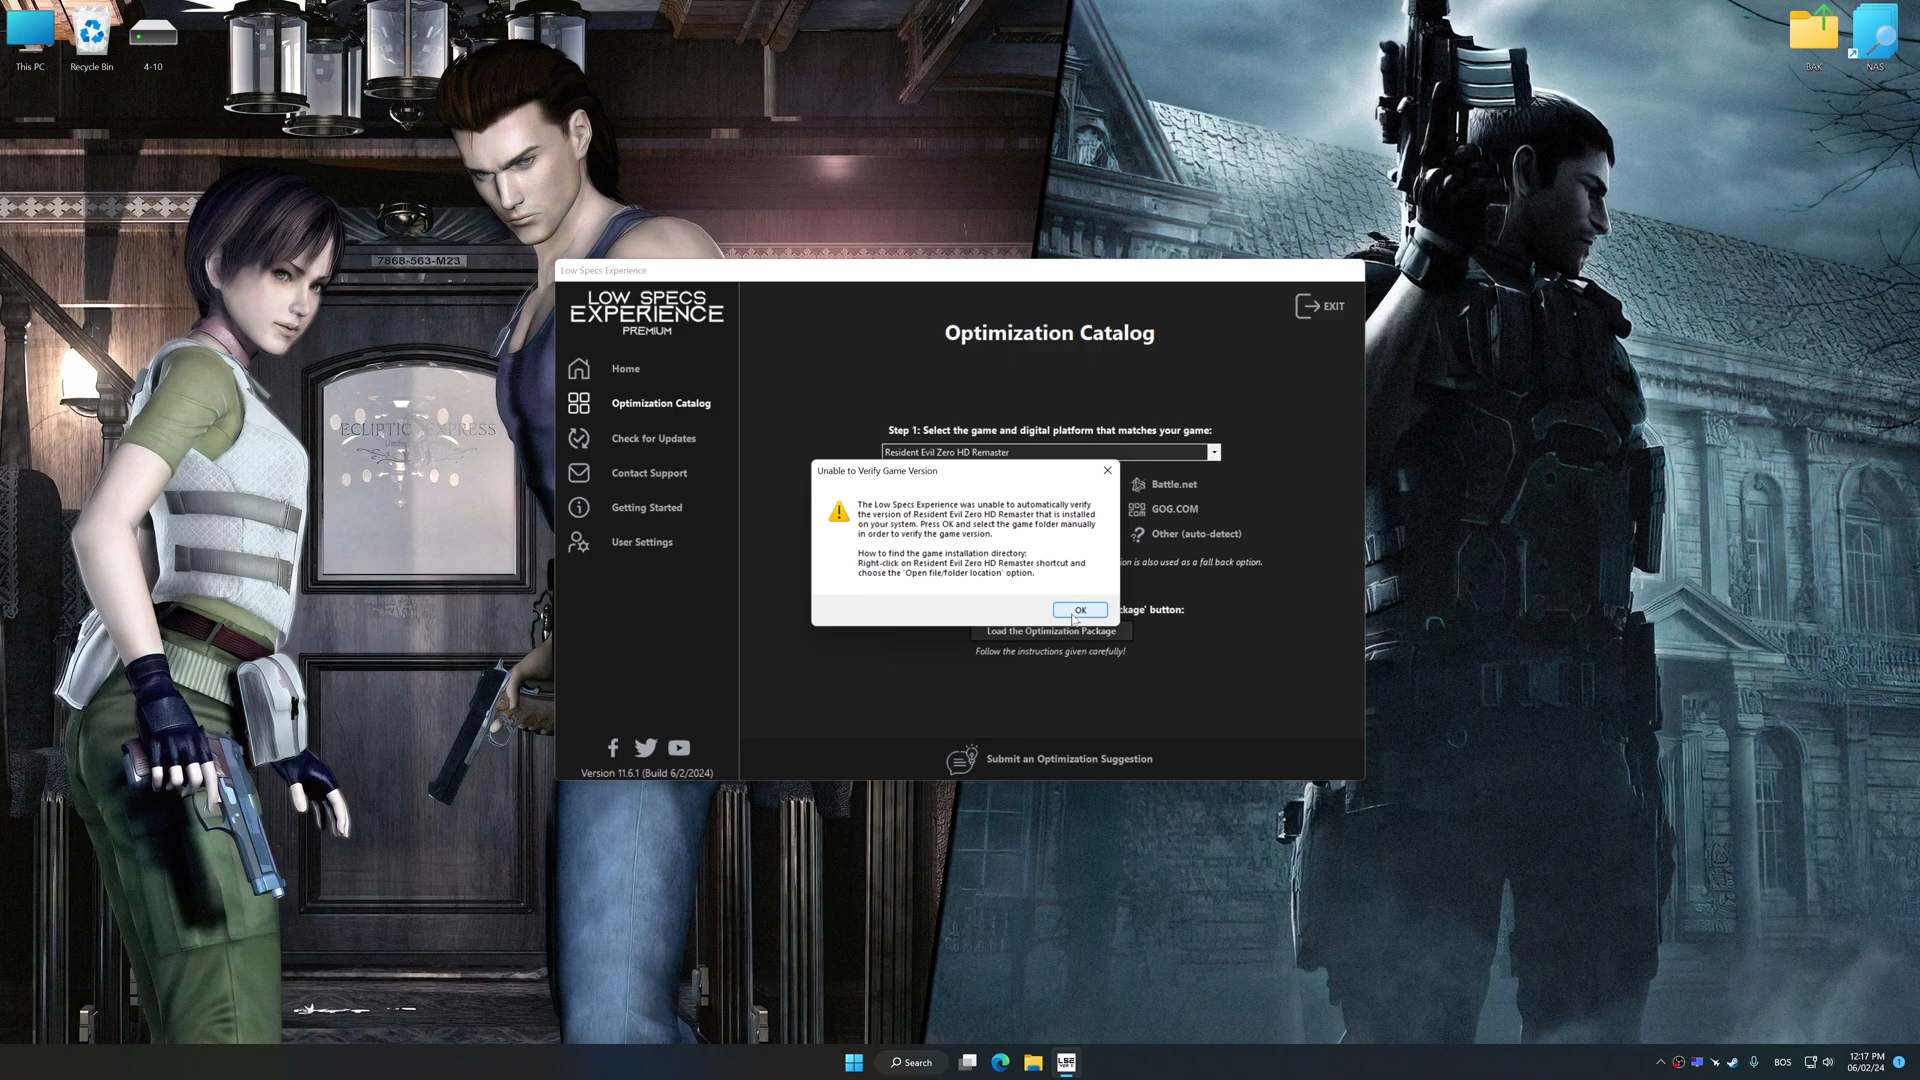 This PC
Recycle Bin
4-10
BAK
NAS
7868-563-M23
ECLIPTIC EXPRESS
Low Specs Experience
LOW SPECS
EXPERIENCE
PREMIUM
Home
Optimization Catalog
Check for Updates
Contact Support
Getting Started
User Settings
Version 11.6.1 (Build 6/2/2024)
EXIT
Optimization Catalog
Step 1: Select the game and digital platform that matches your game:
Resident Evil Zero HD Remaster
Battle.net
GOG.COM
Other (auto-detect)
ion is also used as a fall back option.
ckage' button:
Load the Optimization Package
Follow the instructions given carefully!
Submit an Optimization Suggestion
Unable to Verify Game Version
The Low Specs Experience was unable to automatically verify
the version of Resident Evil Zero HD Remaster that is installed
on your system. Press OK and select the game folder manually
in order to verify the game version.
How to find the game installation directory:
Right-click on Resident Evil Zero HD Remaster shortcut and
choose the 'Open file/folder location' option.
OK
Search
LSE
BOS
12:17 PM
06/02/24
1